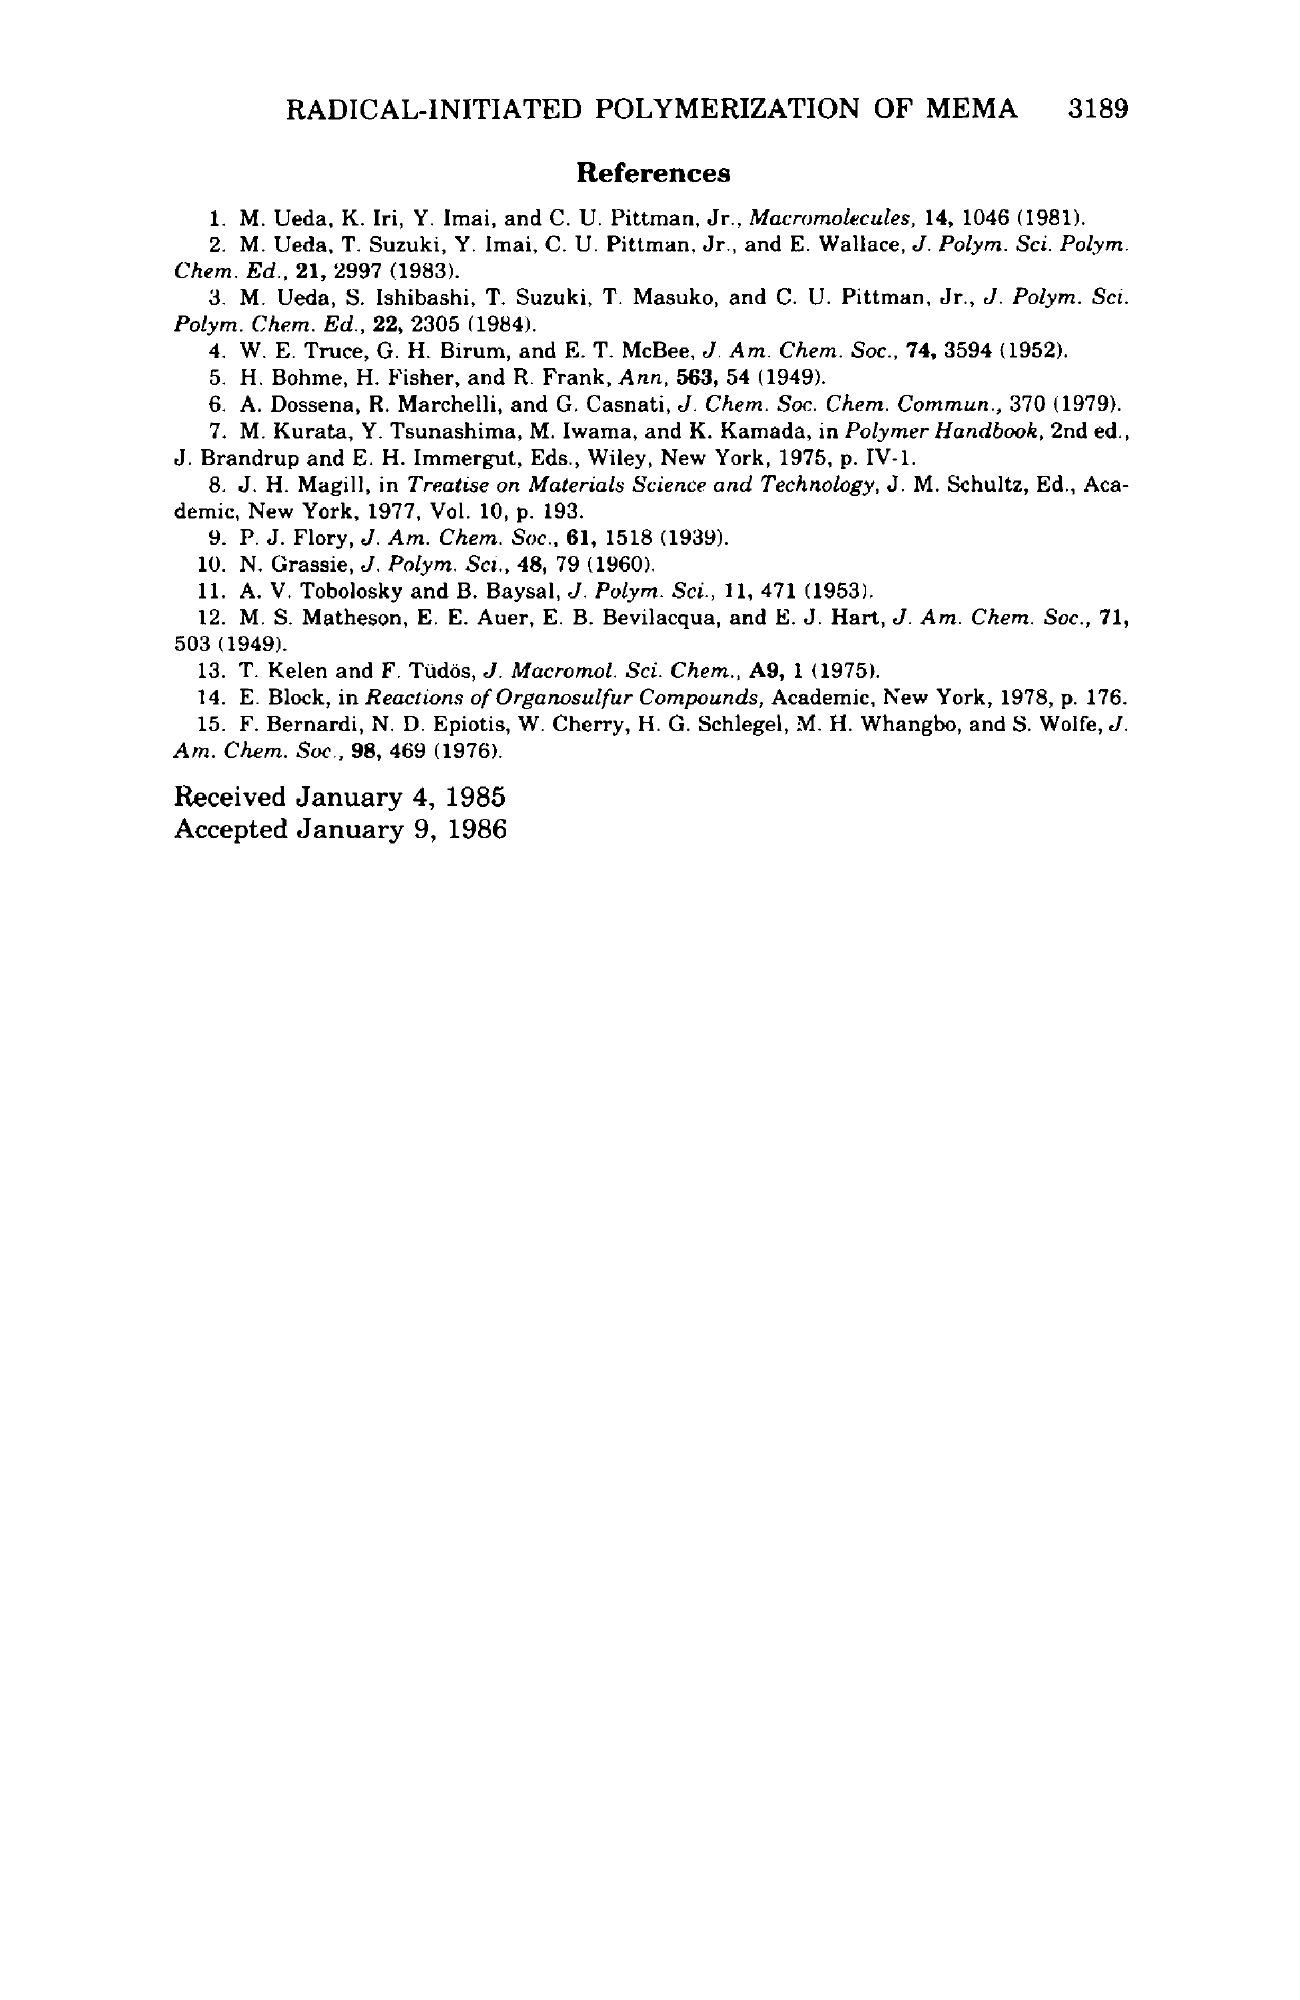 RADICAL-INITIATED POLYMERIZATION OF MEMA 3189
References
1. M. Ueda, K. Iri, Y. Imai, and C. U. Pittman, Jr., Macromolecules, 14, 1046 (1981).
2. M. Ueda, T. Suzuki, Y. Imai, C. U. Pittman, Jr., and E. Wallace, J. Polym. Sci. Polym.
Chem. Ed., 21, 2997 (1983).
3. M. Ueda, S. Ishibashi, T. Suzuki, T. Masuko, and C. U. Pittman, Jr., J. Polym. Sci.
Polym. Chem. Ed., 22, 2305 (1984).
4. W. E. Truce, G. H. Birum, and E. T. McBee, J. Am. Chem. Soc., 74, 3594 (1952).
5. H. Bohme, H. Fisher, and R. Frank, Ann, 563, 54 (1949).
6. A. Dossena, R. Marchelli, and G. Casnati, J. Chem. Soc. Chem. Commun., 370 (1979).
7. M. Kurata, Y. Tsunashima, M. Iwama, and K. Kamada, in Polymer Handbook, 2nd ed.,
J. Brandrup and E. H. Immergut, Eds., Wiley, New York, 1975, p. IV-1.
8. J. H. Magill, in Treatise on Materials Science and Technology, J. M. Schultz, Ed., Aca-
demic, New York, 1977, Vol. 10, p. 193.
9. P. J. Flory, J. Am. Chem. Soc., 61, 1518 (1939).
10. N. Grassie, J. Polym. Sci., 48, 79 (1960).
11. A. V. Tobolosky and B. Baysal, J. Polym. Sci., 11, 471 (1953).
12. M. S. Matheson, E. E. Auer, E. B. Bevilacqua, and E. J. Hart, J. Am. Chem. Soc., 71,
503 (1949).
13. T. Kelen and F. Tüdös, J. Macromol. Sci. Chem., A9, 1 (1975).
14. E. Block, in Reactions of Organosulfur Compounds, Academic, New York, 1978, p. 176.
15. F. Bernardi, N. D. Epiotis, W. Cherry, H. G. Schlegel, M. H. Whangbo, and S. Wolfe, J.
Am. Chem. Soc., 98, 469 (1976).
Received January 4, 1985
Accepted January 9, 1986